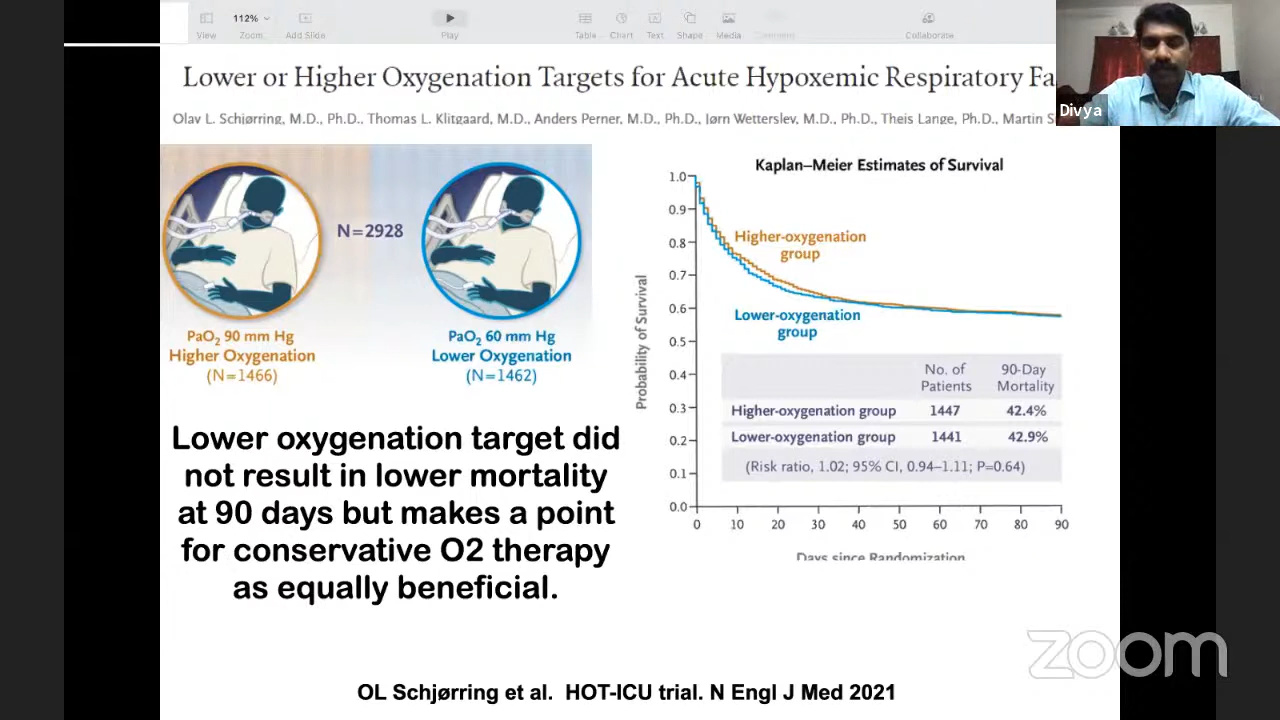 112%
View
Zoom
Add Slide
Play
Table
Chart
Text
Shape
Media
Comment
Collaborate
Divya
Lower or Higher Oxygenation Targets for Acute Hypoxemic Respiratory Fa
Olav L. Schjørring, M.D., Ph.D., Thomas L. Klitgaard, M.D., Anders Perner, M.D., Ph.D., Jørn Wetterslev, M.D., Ph.D., Theis Lange, Ph.D., Martin S
N=2928
PaO₂ 90 mm Hg
Higher Oxygenation
(N=1466)
PaO₂ 60 mm Hg
Lower Oxygenation
(N=1462)
Lower oxygenation target did
not result in lower mortality
at 90 days but makes a point
for conservative O2 therapy
as equally beneficial.
Kaplan–Meier Estimates of Survival
Probability of Survival
1.0
0.9
0.8
0.7
0.6
0.5
0.4
0.3
0.2
0.1
0.0
Higher-oxygenation
group
Lower-oxygenation
group
No. of Patients
90-Day Mortality
Higher-oxygenation group 1447 42.4%
Lower-oxygenation group 1441 42.9%
(Risk ratio, 1.02; 95% CI, 0.94–1.11; P=0.64)
0 10 20 30 40 50 60 70 80 90
Days since Randomization
zoom
OL Schjørring et al. HOT-ICU trial. N Engl J Med 2021